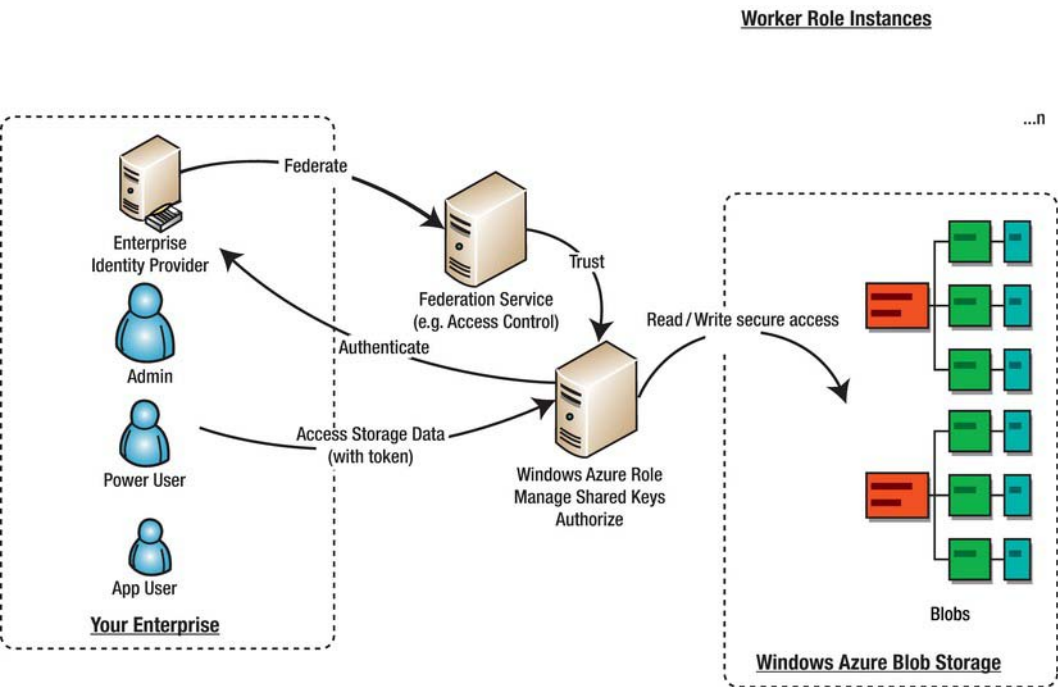 Worker Role Instances
...n
Federate
Enterprise
Identity Provider
Trust
Federation Service
(e.g. Access Control)
Read / Write secure access
Authenticate
Admin
Access Storage Data
(with token)
Power User
Windows Azure Role
Manage Shared Keys
Authorize
App User
Blobs
Your Enterprise
Windows Azure Blob Storage